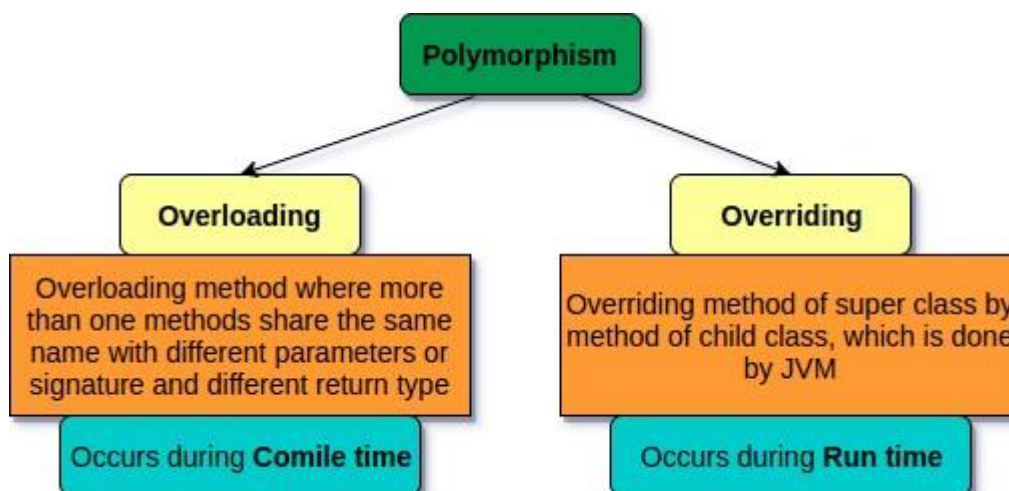 Polymorphism
Overloading
Overriding
Overloading method where more
than one methods share the same
name with different parameters or
signature and different return type
Overriding method of super class by
method of child class, which is done
by JVM
Occurs during Comile time
Occurs during Run time